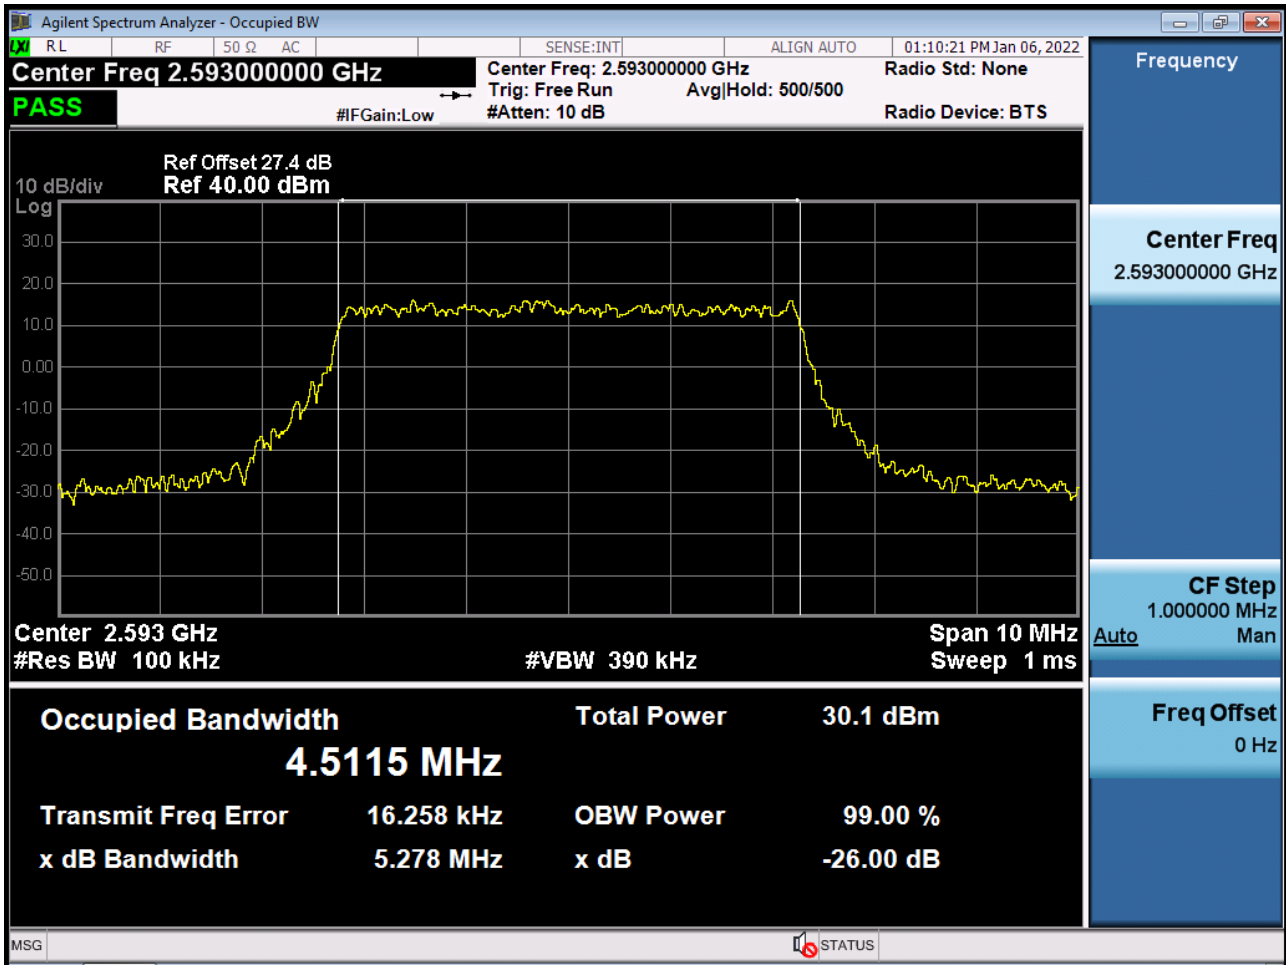 Agilent Spectrum Analyzer - Occupied BW
LXI RL RF 50 Ω AC SENSE:INT ALIGN AUTO 01:10:21 PM Jan 06, 2022
Center Freq 2.593000000 GHz
Center Freq: 2.593000000 GHz Radio Std: None
Trig: Free Run Avg|Hold: 500/500
PASS
#IFGain:Low #Atten: 10 dB Radio Device: BTS
Frequency
Ref Offset 27.4 dB
10 dB/div Ref 40.00 dBm
Log
30.0
20.0
10.0
0.00
-10.0
-20.0
-30.0
-40.0
-50.0
Center 2.593 GHz Span 10 MHz
#Res BW 100 kHz #VBW 390 kHz Sweep 1 ms
Occupied Bandwidth Total Power 30.1 dBm
4.5115 MHz
Transmit Freq Error 16.258 kHz OBW Power 99.00 %
x dB Bandwidth 5.278 MHz x dB -26.00 dB
Center Freq
2.593000000 GHz
CF Step
1.000000 MHz
Auto Man
Freq Offset
0 Hz
MSG STATUS